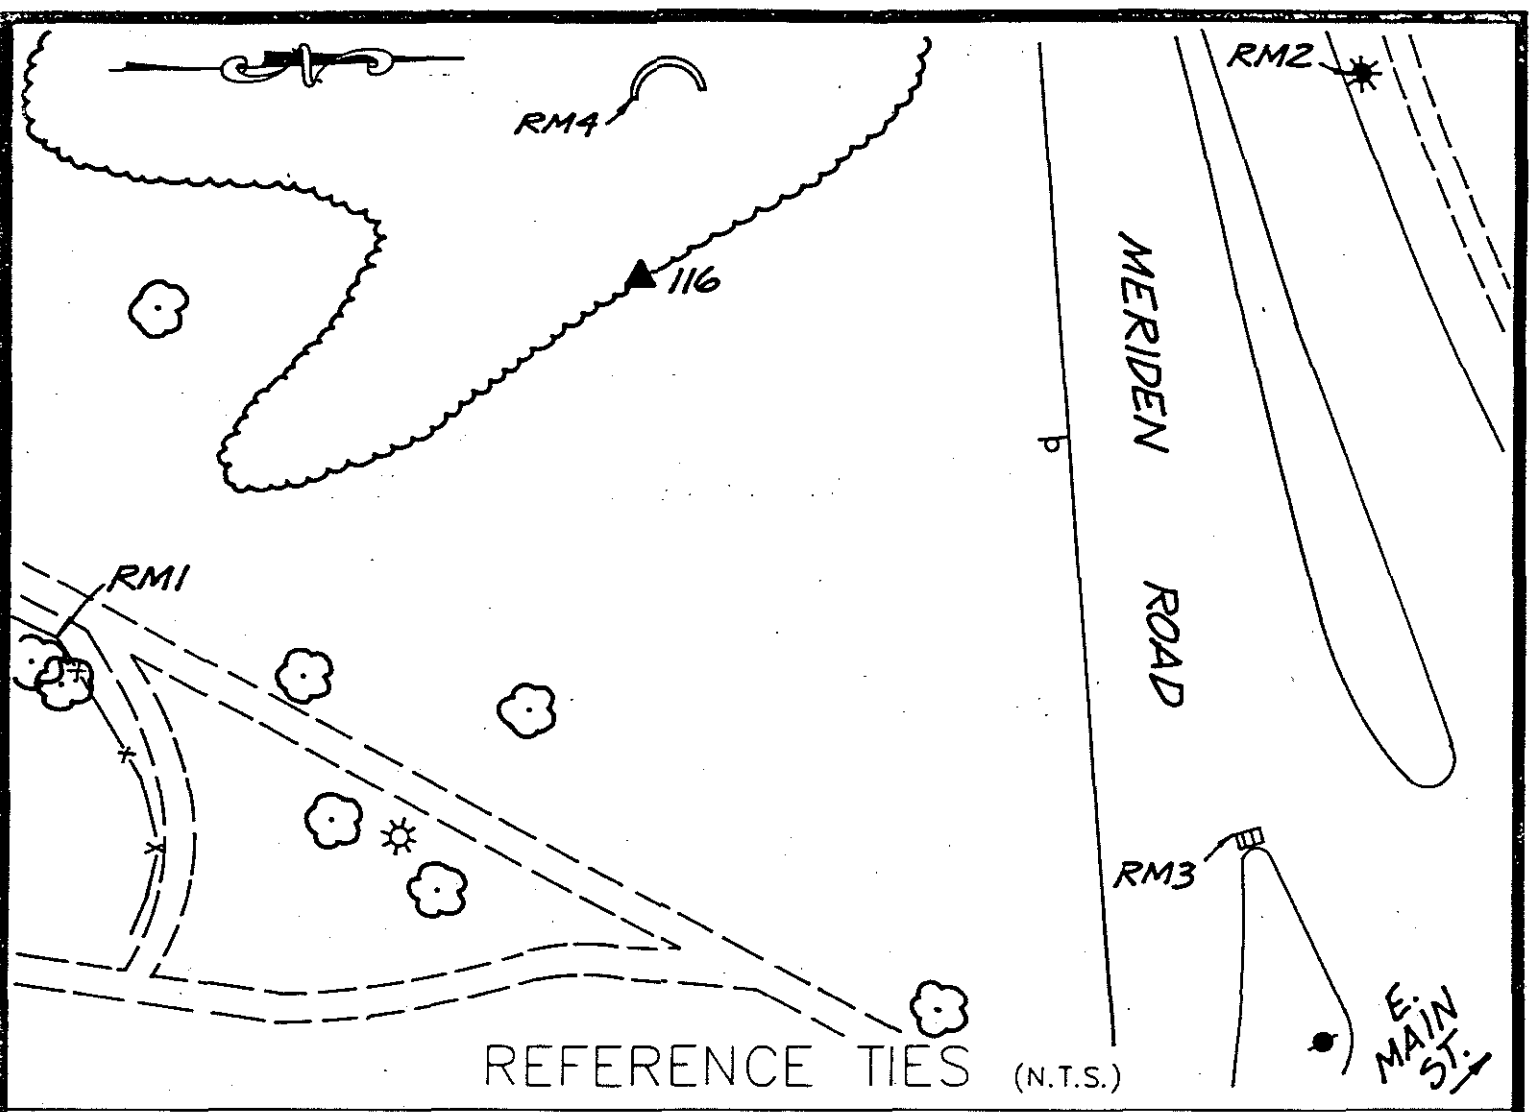 RM2
RM4
116
MERIDEN ROAD
RM1
RM3
E.
MAIN
ST.
REFERENCE TIES (N.T.S.)